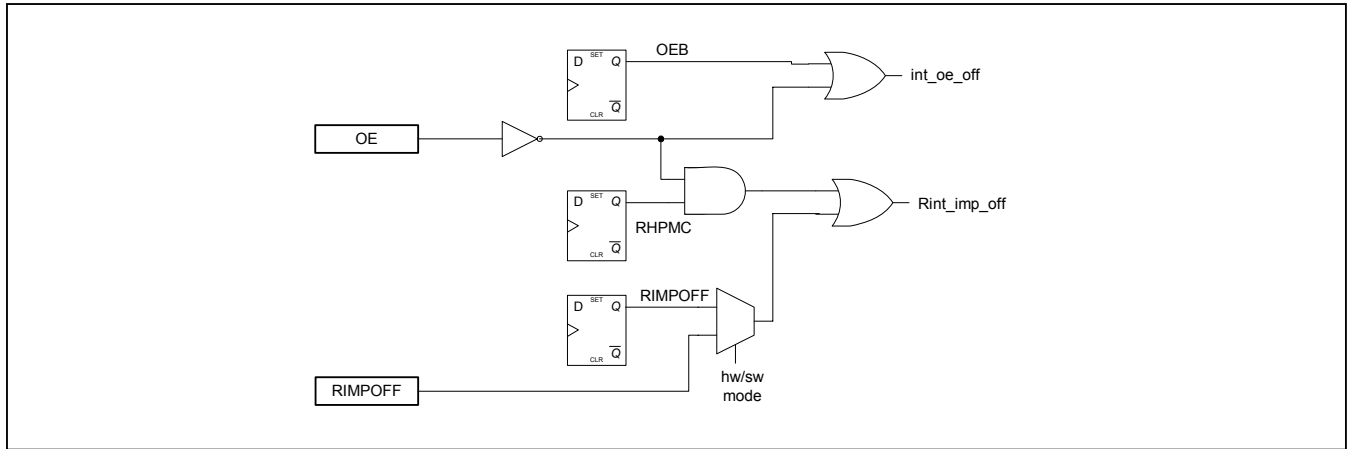 OEB
SET
D Q
Q
CLR
int_oe_off
OE
SET
D Q
RHPMC
Q
CLR
Rint_imp_off
RIMPOFF
SET
D Q
Q
CLR
hw/sw
mode
RIMPOFF